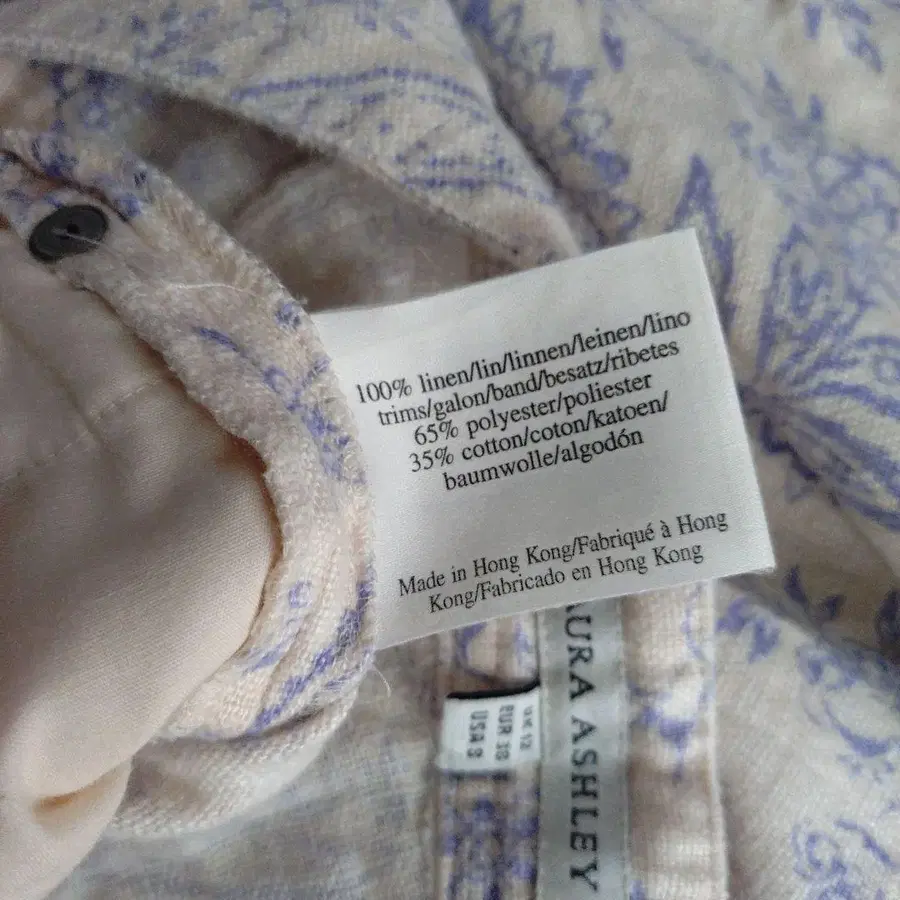 100% linen/lin/linnen/leinen/lino
trims/galon/band/besatz/ribetes
65% polyester/poliester
35% cotton/coton/katoen/
baumwolle/algodón
Made in Hong Kong/Fabriqué à Hong
Kong/Fabricado en Hong Kong
AURA ASHLEY
UK 12
EUR 38
USA 8